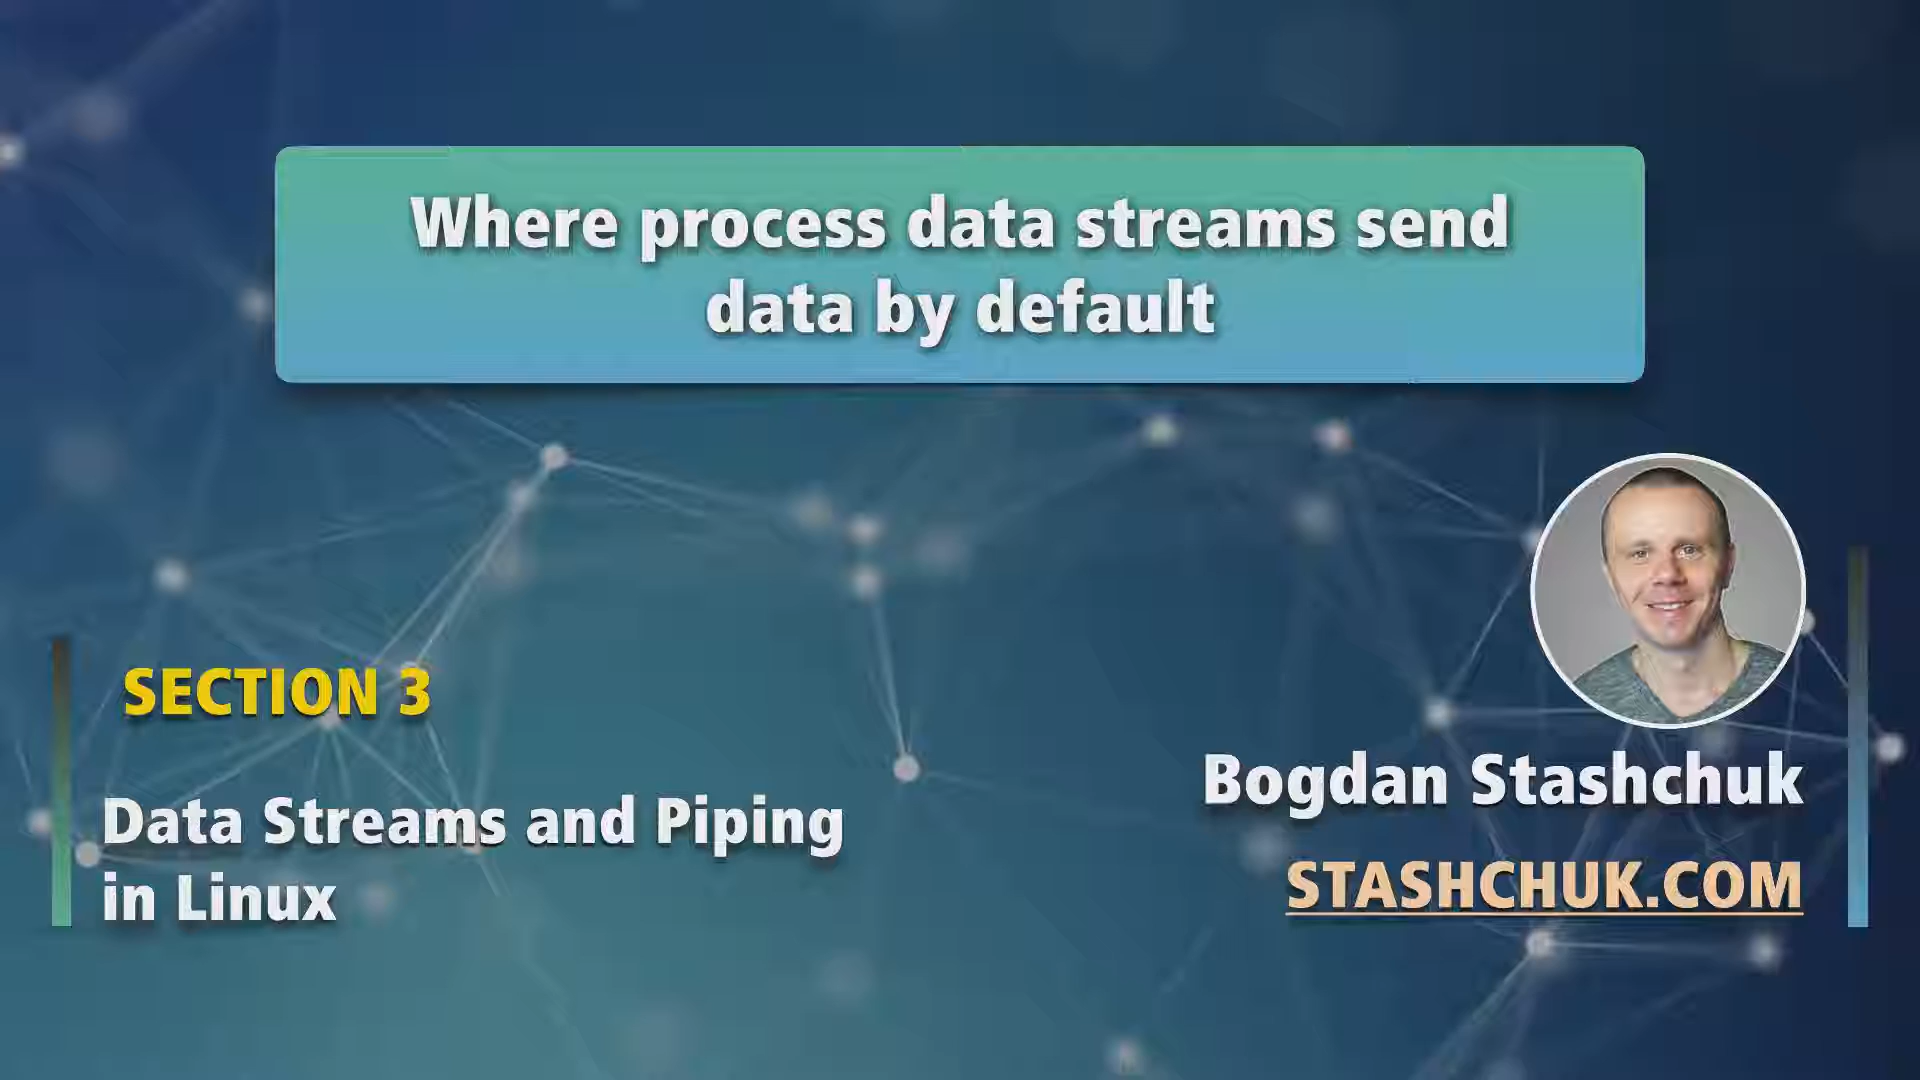 Where process data streams send
data by default
SECTION 3
Data Streams and Piping
in Linux
Bogdan Stashchuk
STASHCHUK.COM